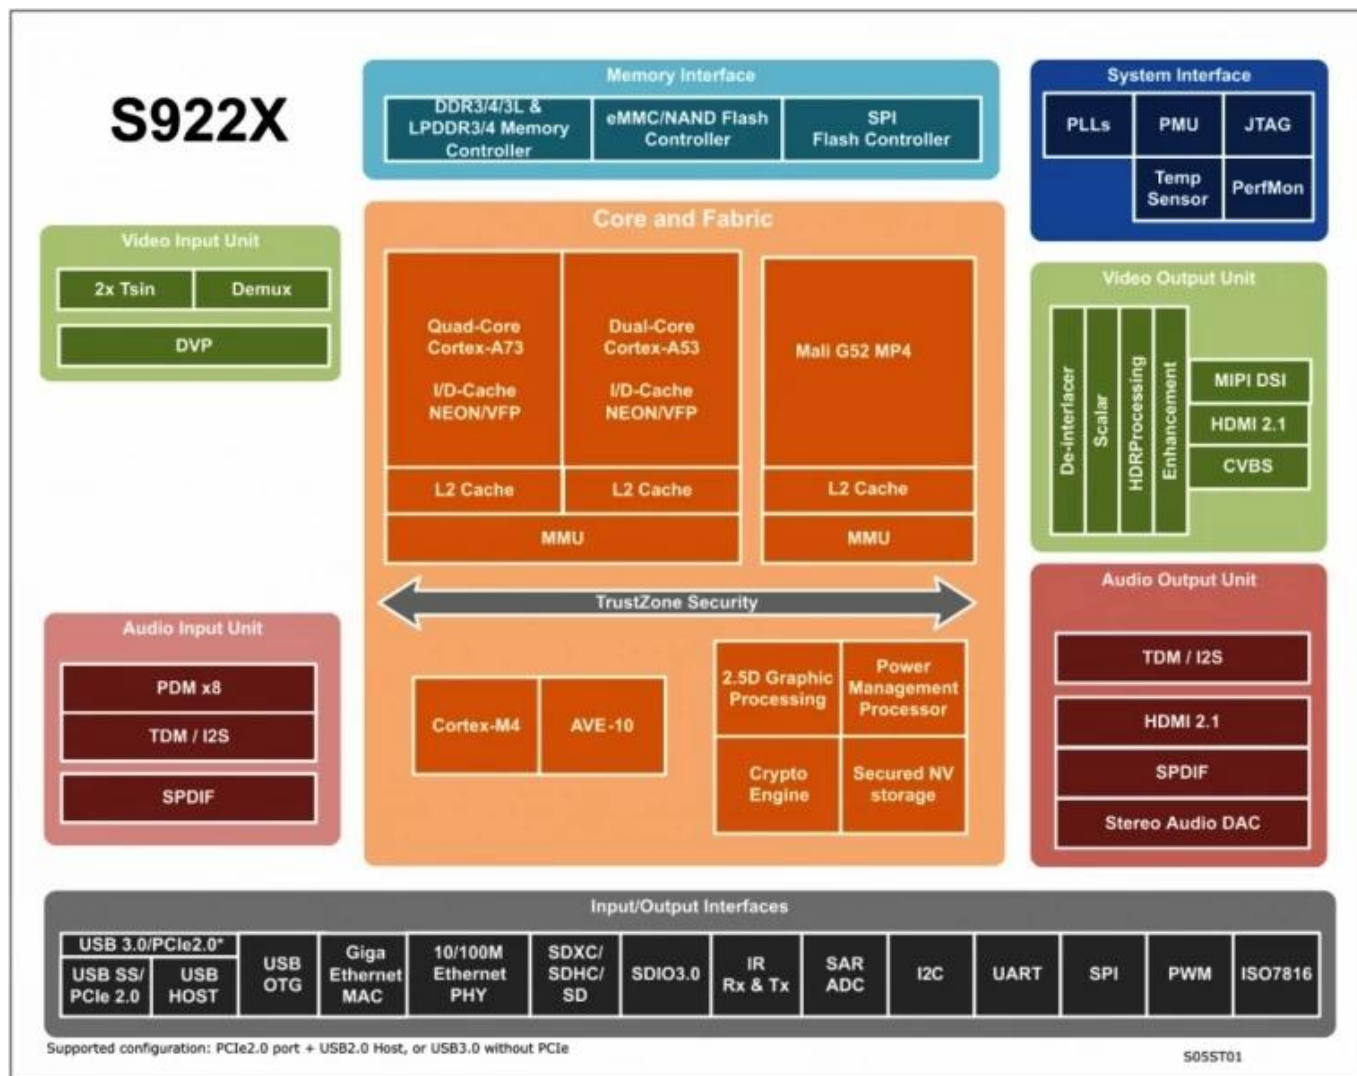 S922X
Memory Interface
DDR3/4/3L &
LPDDR3/4 Memory
Controller
eMMC/NAND Flash
Controller
SPI
Flash Controller
System Interface
PLLs
PMU
JTAG
Temp
Sensor
PerfMon
Video Input Unit
2x Tsin
Demux
DVP
Core and Fabric
Quad-Core
Cortex-A73
I/D-Cache
NEON/VFP
Dual-Core
Cortex-A53
I/D-Cache
NEON/VFP
Mali G52 MP4
L2 Cache
L2 Cache
L2 Cache
MMU
MMU
TrustZone Security
Cortex-M4
AVE-10
2.5D Graphic
Processing
Power
Management
Processor
Crypto
Engine
Secured NV
storage
Video Output Unit
De-interlacer
Scalar
HDRProcessing
Enhancement
MIPI DSI
HDMI 2.1
CVBS
Audio Input Unit
PDM x8
TDM / I2S
SPDIF
Audio Output Unit
TDM / I2S
HDMI 2.1
SPDIF
Stereo Audio DAC
Input/Output Interfaces
USB 3.0/PCIe2.0*
USB SS/
PCIe 2.0
USB
HOST
USB
OTG
Giga
Ethernet
MAC
10/100M
Ethernet
PHY
SDXC/
SDHC/
SD
SDIO3.0
IR
Rx & Tx
SAR
ADC
I2C
UART
SPI
PWM
ISO7816
Supported configuration: PCIe2.0 port + USB2.0 Host, or USB3.0 without PCIe
S05ST01